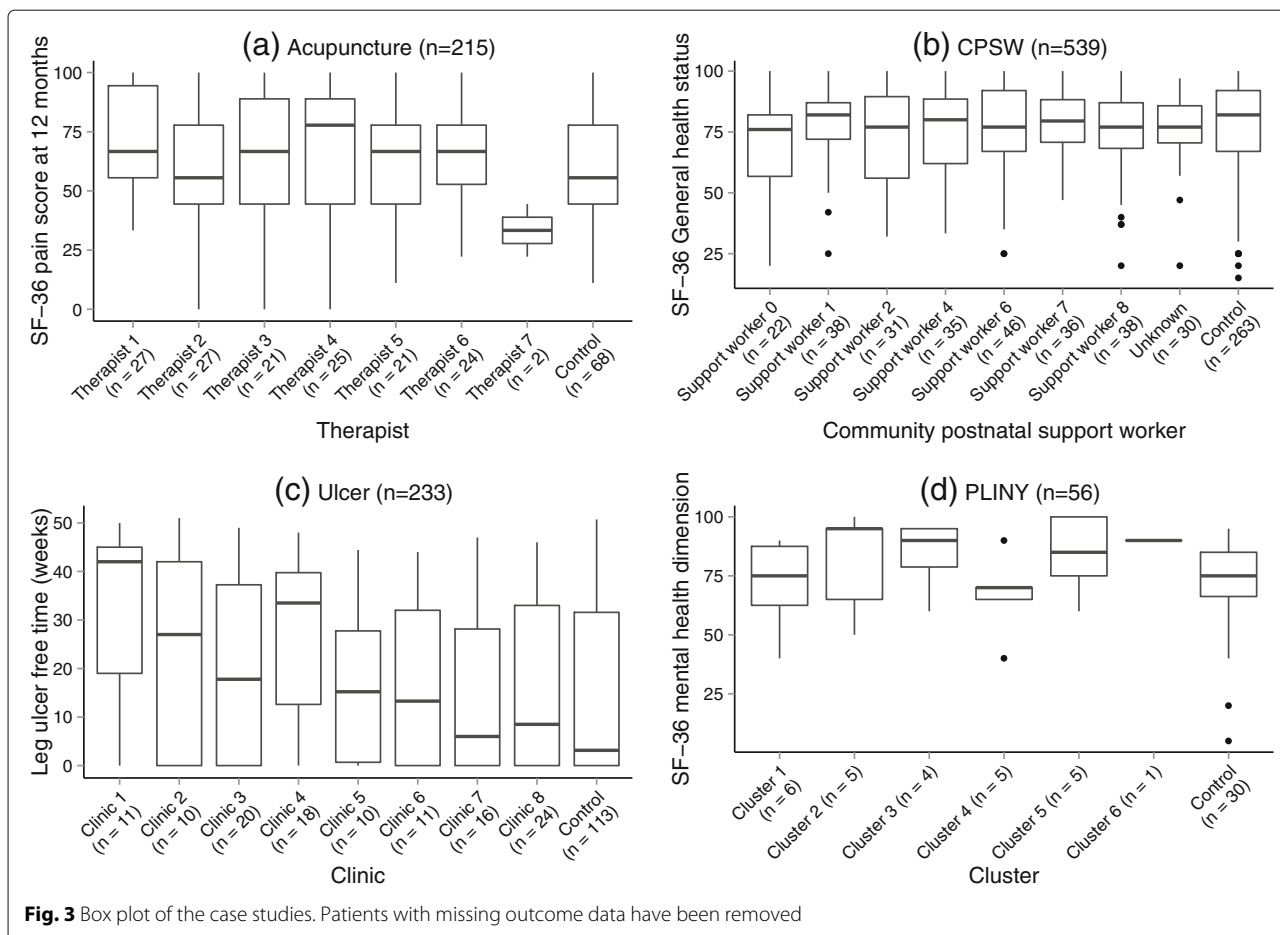 (a) Acupuncture (n=215)
SF−36 pain score at 12 months
100
75
50
25
0
Therapist 1
(n = 27)
Therapist 2
(n = 27)
Therapist 3
(n = 21)
Therapist 4
(n = 25)
Therapist 5
(n = 21)
Therapist 6
(n = 24)
Therapist 7
(n = 2)
Control
(n = 68)
Therapist
(b) CPSW (n=539)
SF−36 General health status
100
75
50
25
Support worker 0
(n = 22)
Support worker 1
(n = 38)
Support worker 2
(n = 31)
Support worker 4
(n = 35)
Support worker 6
(n = 46)
Support worker 7
(n = 36)
Support worker 8
(n = 38)
Unknown
(n = 30)
Control
(n = 263)
Community postnatal support worker
(c) Ulcer (n=233)
Leg ulcer free time (weeks)
50
40
30
20
10
0
Clinic 1
(n = 11)
Clinic 2
(n = 10)
Clinic 3
(n = 20)
Clinic 4
(n = 18)
Clinic 5
(n = 10)
Clinic 6
(n = 11)
Clinic 7
(n = 16)
Clinic 8
(n = 24)
Control
(n = 113)
Clinic
(d) PLINY (n=56)
SF−36 mental health dimension
100
75
50
25
Cluster 1
(n = 6)
Cluster 2 (n = 5)
Cluster 3 (n = 4)
Cluster 4 (n = 5)
Cluster 5 (n = 5)
Cluster 6 (n = 1)
Control
(n = 30)
Cluster
Fig. 3 Box plot of the case studies. Patients with missing outcome data have been removed